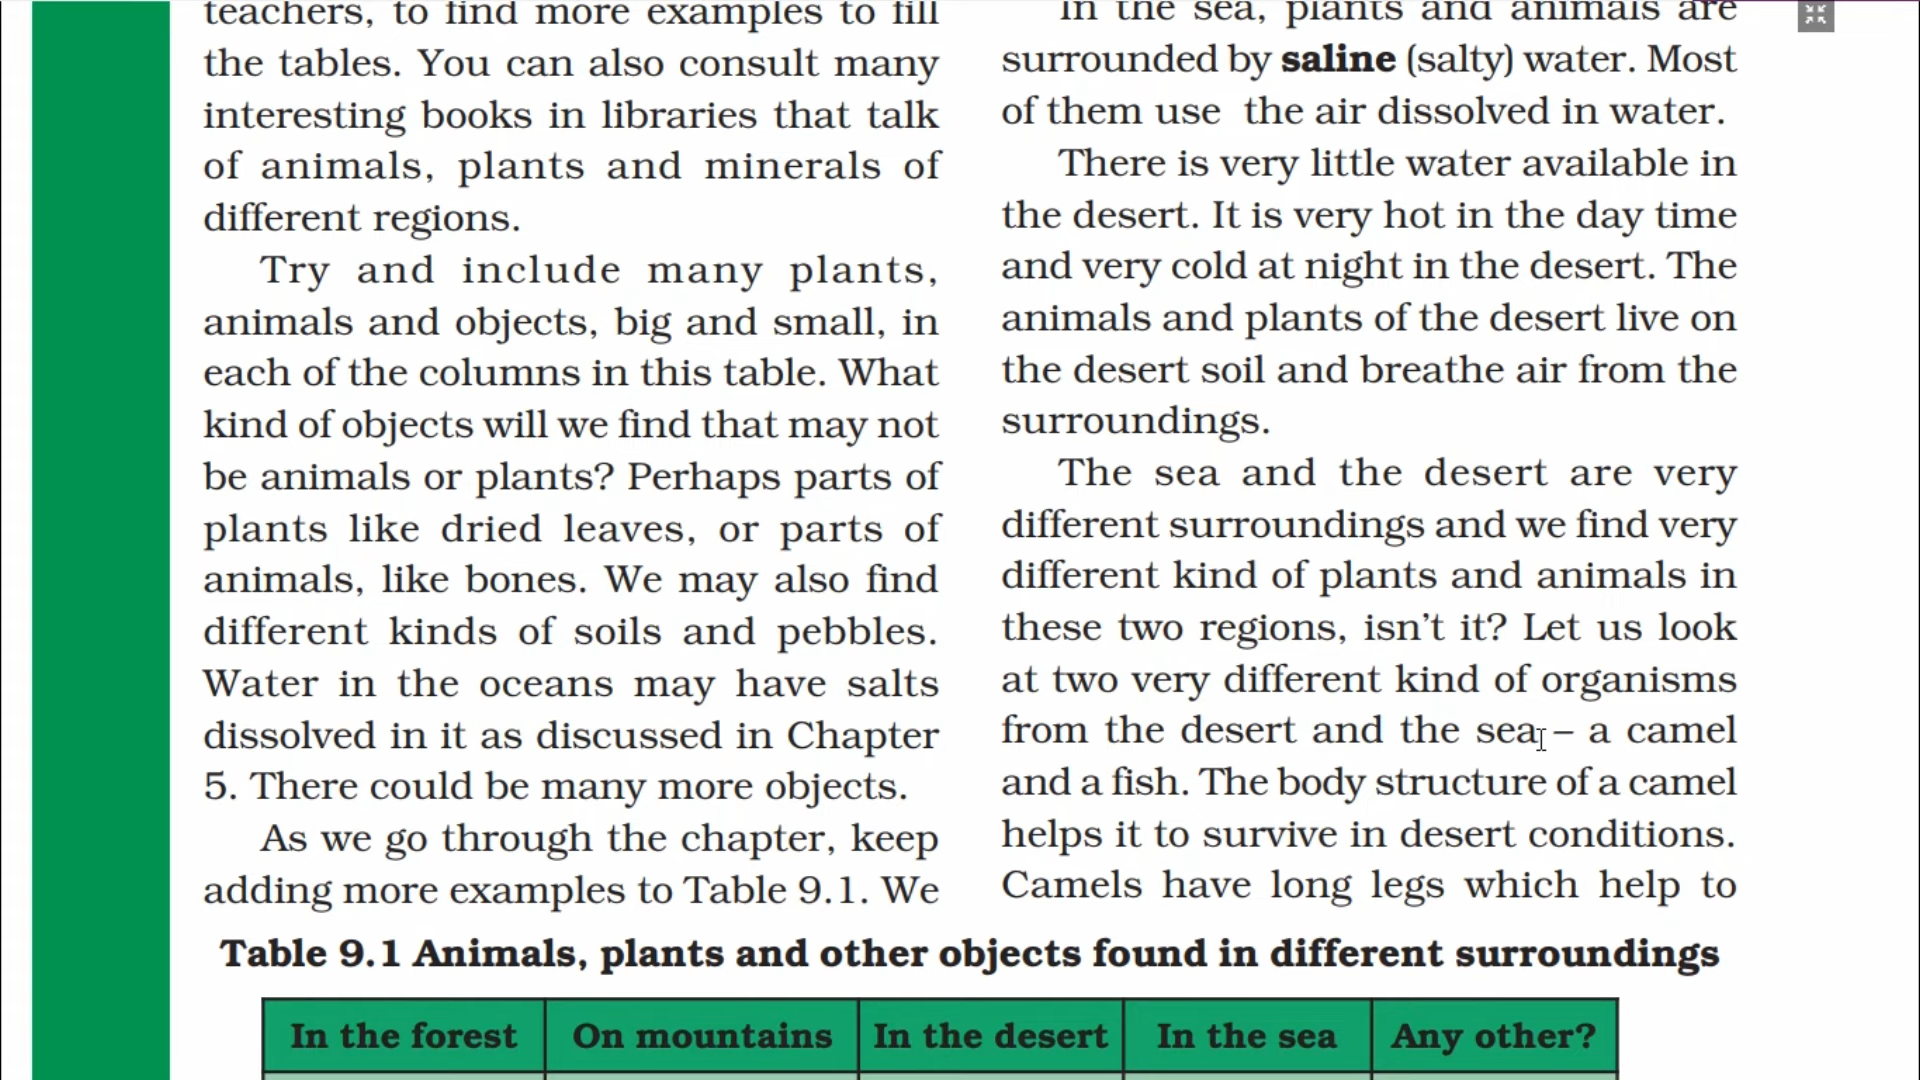 teachers, to find more examples to fill
the tables. You can also consult many
interesting books in libraries that talk
of animals, plants and minerals of
different regions.
Try and include many plants,
animals and objects, big and small, in
each of the columns in this table. What
kind of objects will we find that may not
be animals or plants? Perhaps parts of
plants like dried leaves, or parts of
animals, like bones. We may also find
different kinds of soils and pebbles.
Water in the oceans may have salts
dissolved in it as discussed in Chapter
5. There could be many more objects.
As we go through the chapter, keep
adding more examples to Table 9.1. We
In the sea, plants and animals are
surrounded by saline (salty) water. Most
of them use the air dissolved in water.
There is very little water available in
the desert. It is very hot in the day time
and very cold at night in the desert. The
animals and plants of the desert live on
the desert soil and breathe air from the
surroundings.
The sea and the desert are very
different surroundings and we find very
different kind of plants and animals in
these two regions, isn’t it? Let us look
at two very different kind of organisms
from the desert and the sea – a camel
and a fish. The body structure of a camel
helps it to survive in desert conditions.
Camels have long legs which help to
Table 9.1 Animals, plants and other objects found in different surroundings
In the forest On mountains In the desert In the sea Any other?